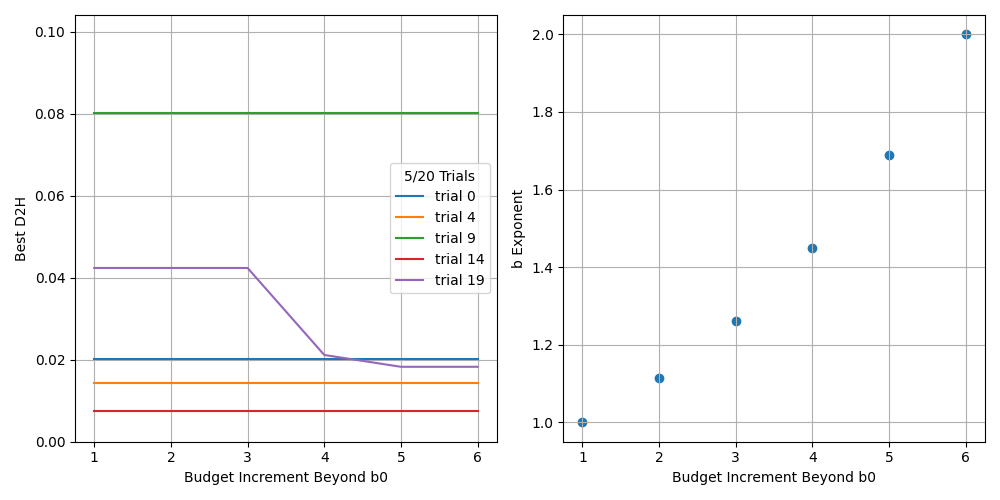 0.10
0.08
0.06
0.04
0.02
0.00
Best D2H
1 2 3 4 5 6
Budget Increment Beyond b0
5/20 Trials
trial 0
trial 4
trial 9
trial 14
trial 19
2.0
1.8
1.6
1.4
1.2
1.0
b Exponent
1 2 3 4 5 6
Budget Increment Beyond b0